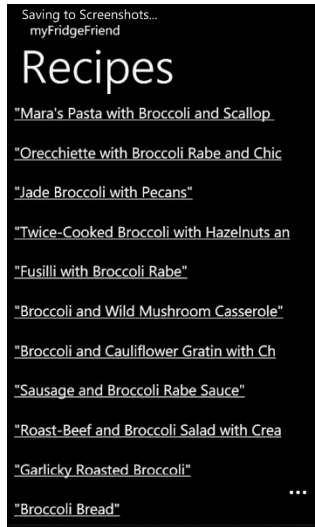 Saving to Screenshots...
myFridgeFriend
Recipes
"Mara's Pasta with Broccoli and Scallop
"Orecchiette with Broccoli Rabe and Chic
"Jade Broccoli with Pecans"
"Twice-Cooked Broccoli with Hazelnuts an
"Fusilli with Broccoli Rabe"
"Broccoli and Wild Mushroom Casserole"
"Broccoli and Cauliflower Gratin with Ch
"Sausage and Broccoli Rabe Sauce"
"Roast-Beef and Broccoli Salad with Crea
"Garlicky Roasted Broccoli"
...
"Broccoli Bread"